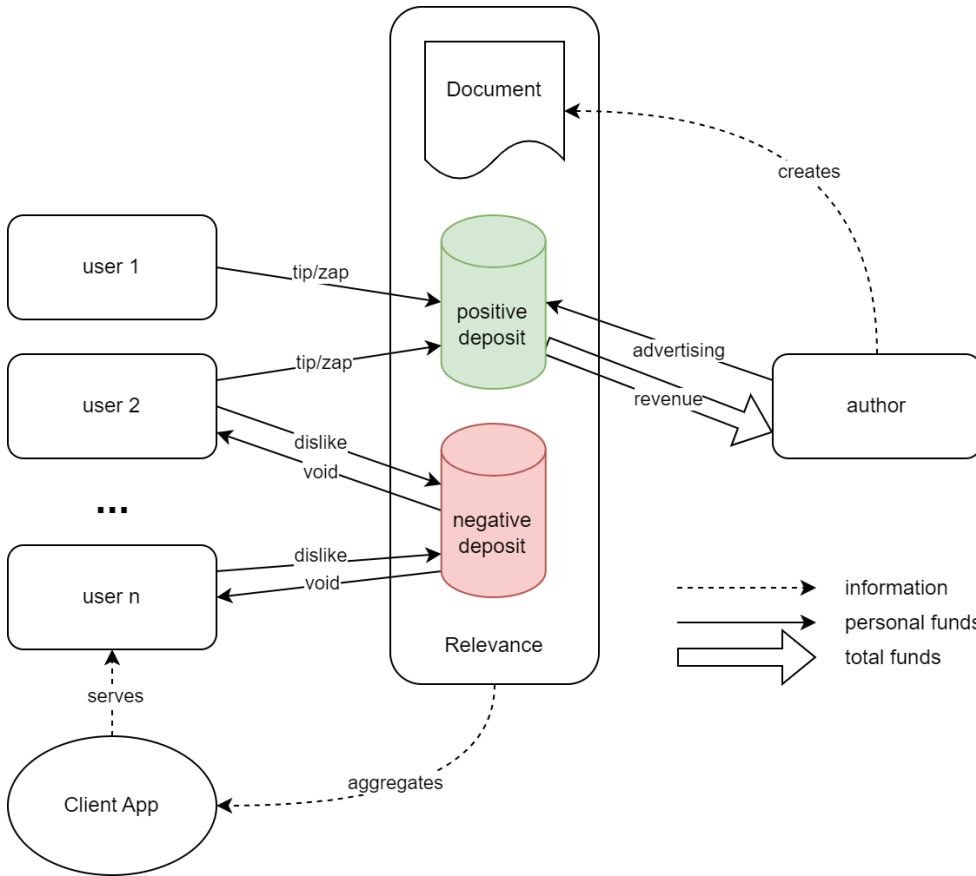 Document
creates
user 1
tip/zap
positive
deposit
advertising
tip/zap
revenue
user 2
author
dislike
void
...
negative
deposit
dislike
void
user n
information
personal funds
total funds
Relevance
serves
aggregates
Client App